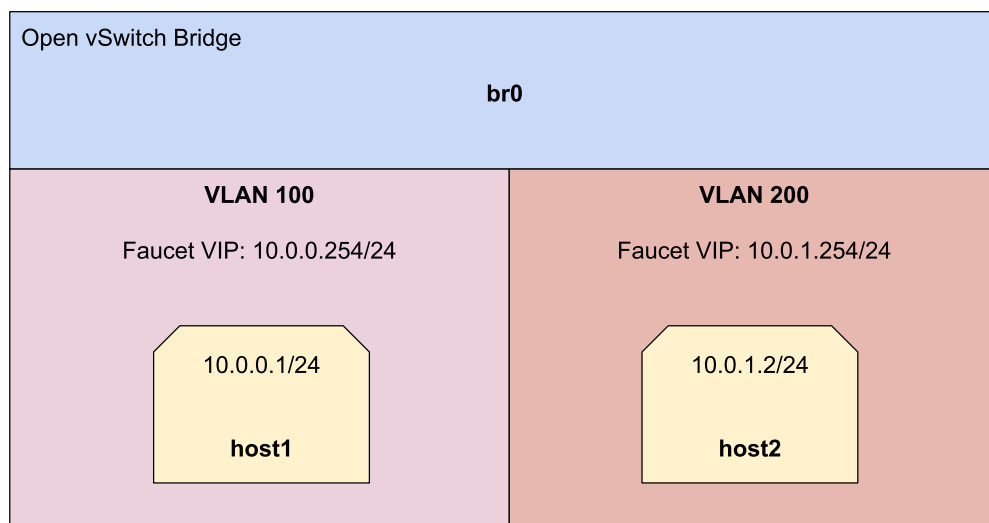 Open vSwitch Bridge
br0
VLAN 100
Faucet VIP: 10.0.0.254/24
10.0.0.1/24
host1
VLAN 200
Faucet VIP: 10.0.1.254/24
10.0.1.2/24
host2